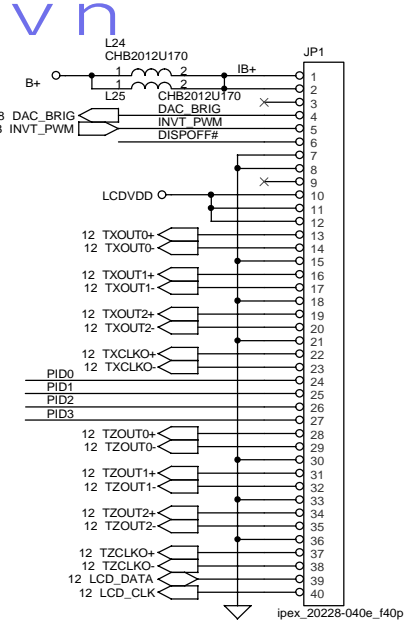 v n
L24
CHB2012U170
JP1
B+
1 2
IB+
1
1 2
2
L25
CHB2012U170
3
8 DAC_BRIG
DAC_BRIG
4
8 INVT_PWM
INVT_PWM
5
DISPOFF#
6
7
8
9
LCDVDD
10
11
12
12 TXOUT0+
13
12 TXOUT0-
14
15
12 TXOUT1+
16
12 TXOUT1-
17
18
12 TXOUT2+
19
12 TXOUT2-
20
21
12 TXCLKO+
22
12 TXCLKO-
23
PID0
24
PID1
25
PID2
26
PID3
27
12 TZOUT0+
28
12 TZOUT0-
29
30
12 TZOUT1+
31
12 TZOUT1-
32
33
12 TZOUT2+
34
12 TZOUT2-
35
36
12 TZCLKO+
37
12 TZCLKO-
38
12 LCD_DATA
39
12 LCD_CLK
40
ipex_20228-040e_f40p